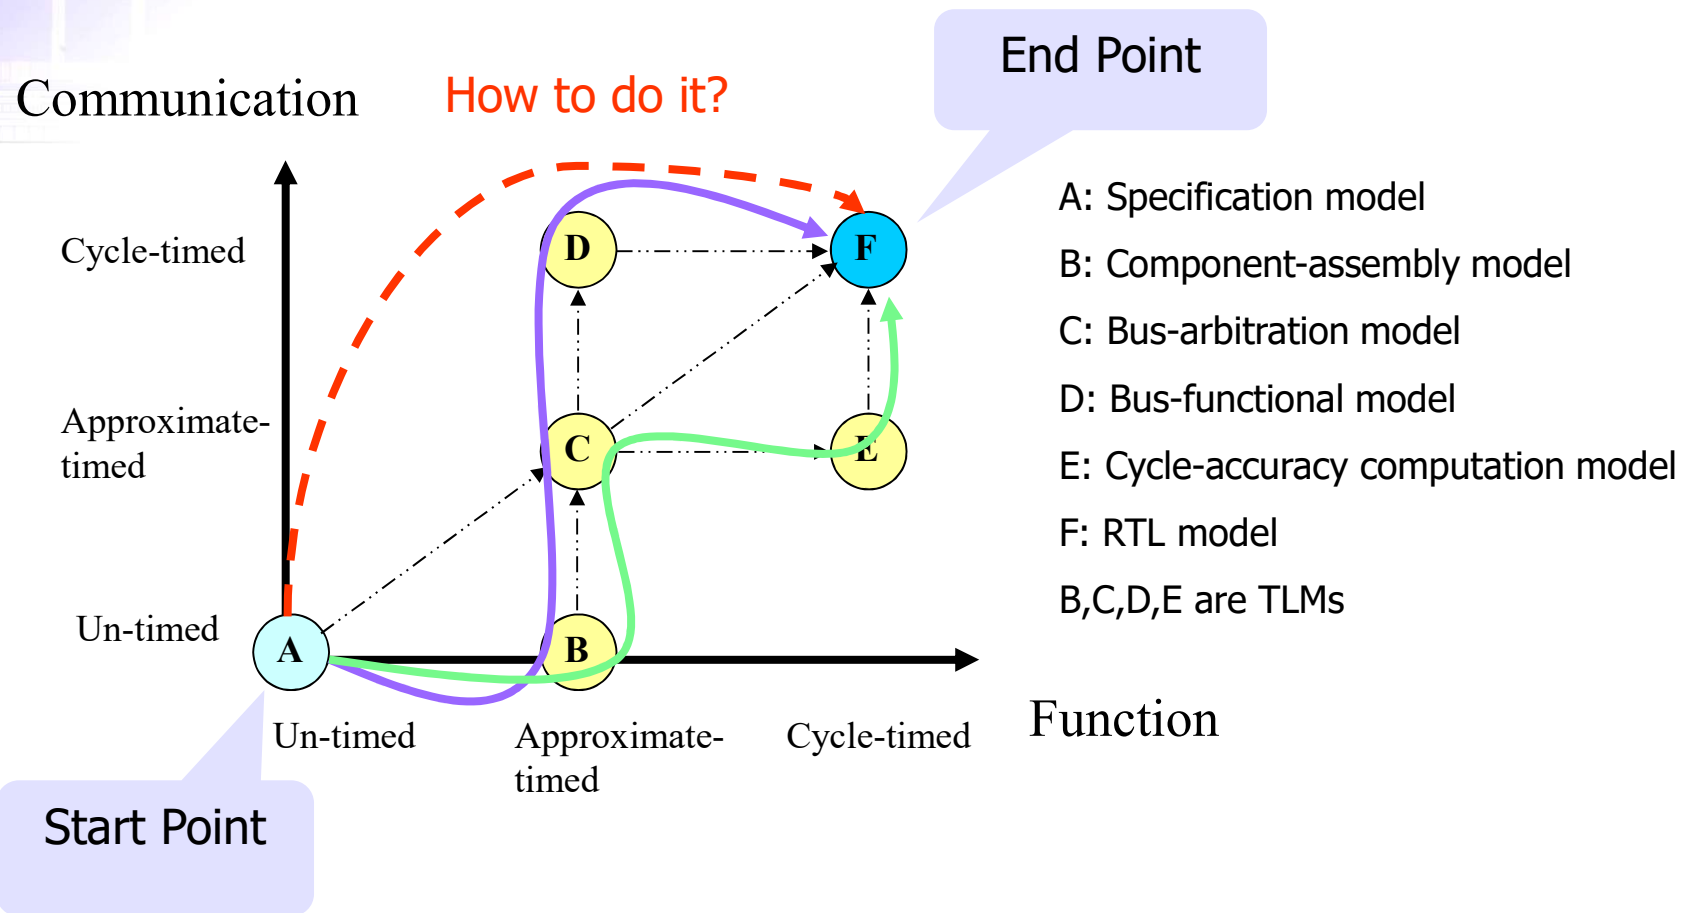 End Point
Communication
How to do it?
A: Specification model
Cycle-timed
D
F
B: Component-assembly model
C: Bus-arbitration model
Approximate-
timed
D: Bus-functional model
C
E
E: Cycle-accuracy computation model
F: RTL model
B,C,D,E are TLMs
Un-timed
A
B
Un-timed
Approximate-
timed
Cycle-timed
Function
Start Point